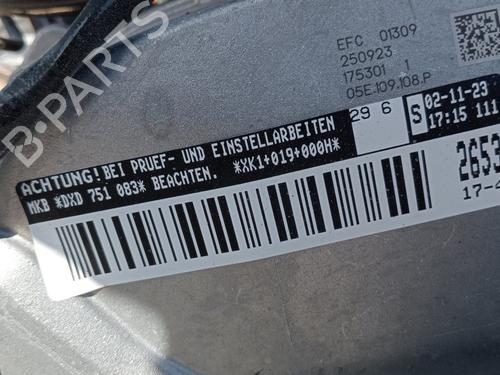 EFC 01309
250923
175301 1
05E.109.108.P
29 6
S
02-11-23
17:15 111
ACHTUNG! BEI PRUEF- UND EINSTELLARBEITEN
MKB *DXD 751 083* BEACHTEN. *XK1+019+000H*
2653
17-
B-PARTS